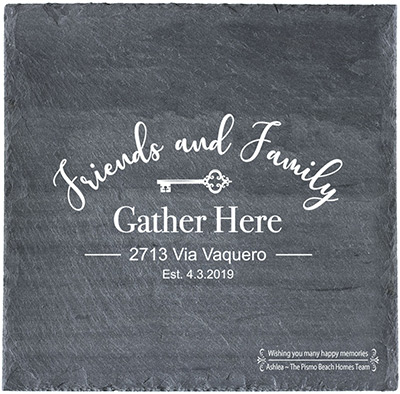 Friends and Family
Gather Here
2713 Via Vaquero
Est. 4.3.2019
Wishing you many happy memories
Ashlea ~ The Pismo Beach Homes Team